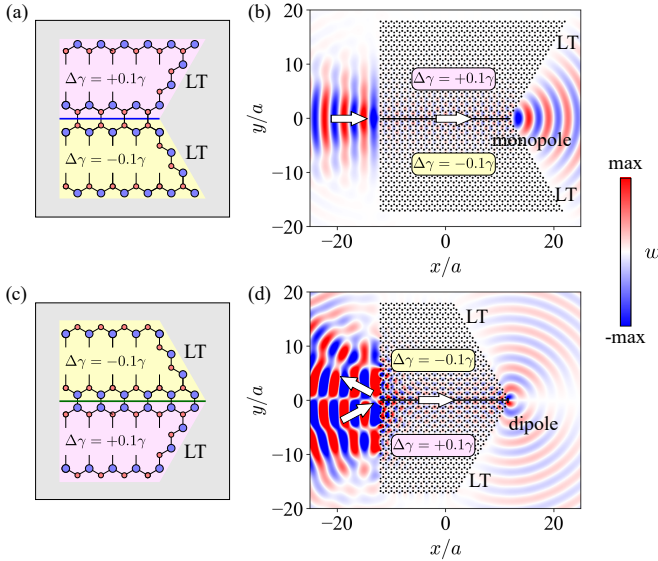 (a)
Δγ = +0.1γ
LT
Δγ = −0.1γ
LT
(b)
20
10
0
−10
−20
y/a
−20
0
20
x/a
LT
Δγ = +0.1γ
monopole
Δγ = −0.1γ
LT
max
w
-max
(c)
Δγ = −0.1γ
LT
Δγ = +0.1γ
LT
(d)
20
10
0
−10
−20
y/a
−20
0
20
x/a
LT
Δγ = −0.1γ
dipole
Δγ = +0.1γ
LT